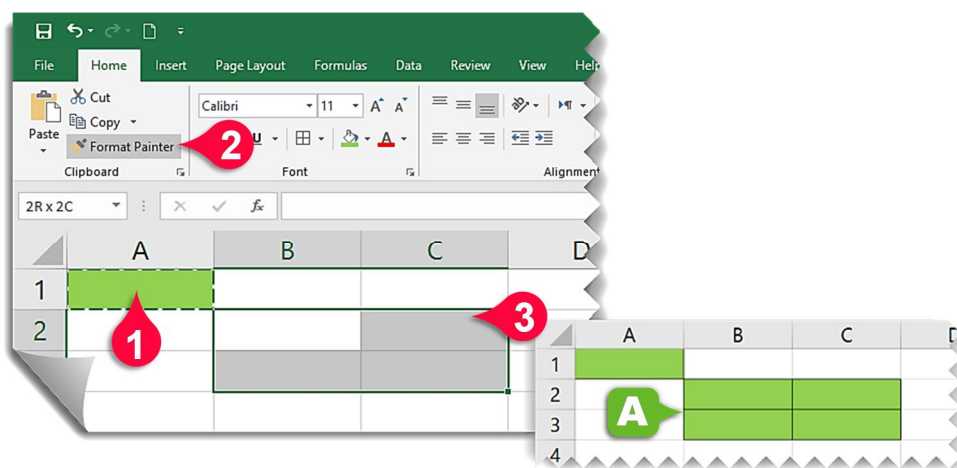 File Home Insert Page Layout Formulas Data Review View Help
Cut
Copy
Paste
Format Painter
Calibri 11 A A
U A
Clipboard Font Alignment
2R x 2C fx
A B C D
1
2
1
2
3
A B C D
1
2
3
4
A